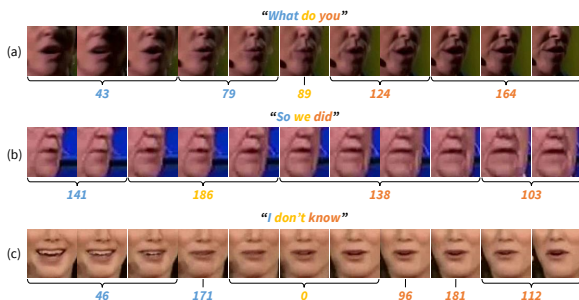 “What do you”
(a)
43 79 89 124 164
“So we did”
(b)
141 186 138 103
“I don’t know”
(c)
46 171 0 96 181 112